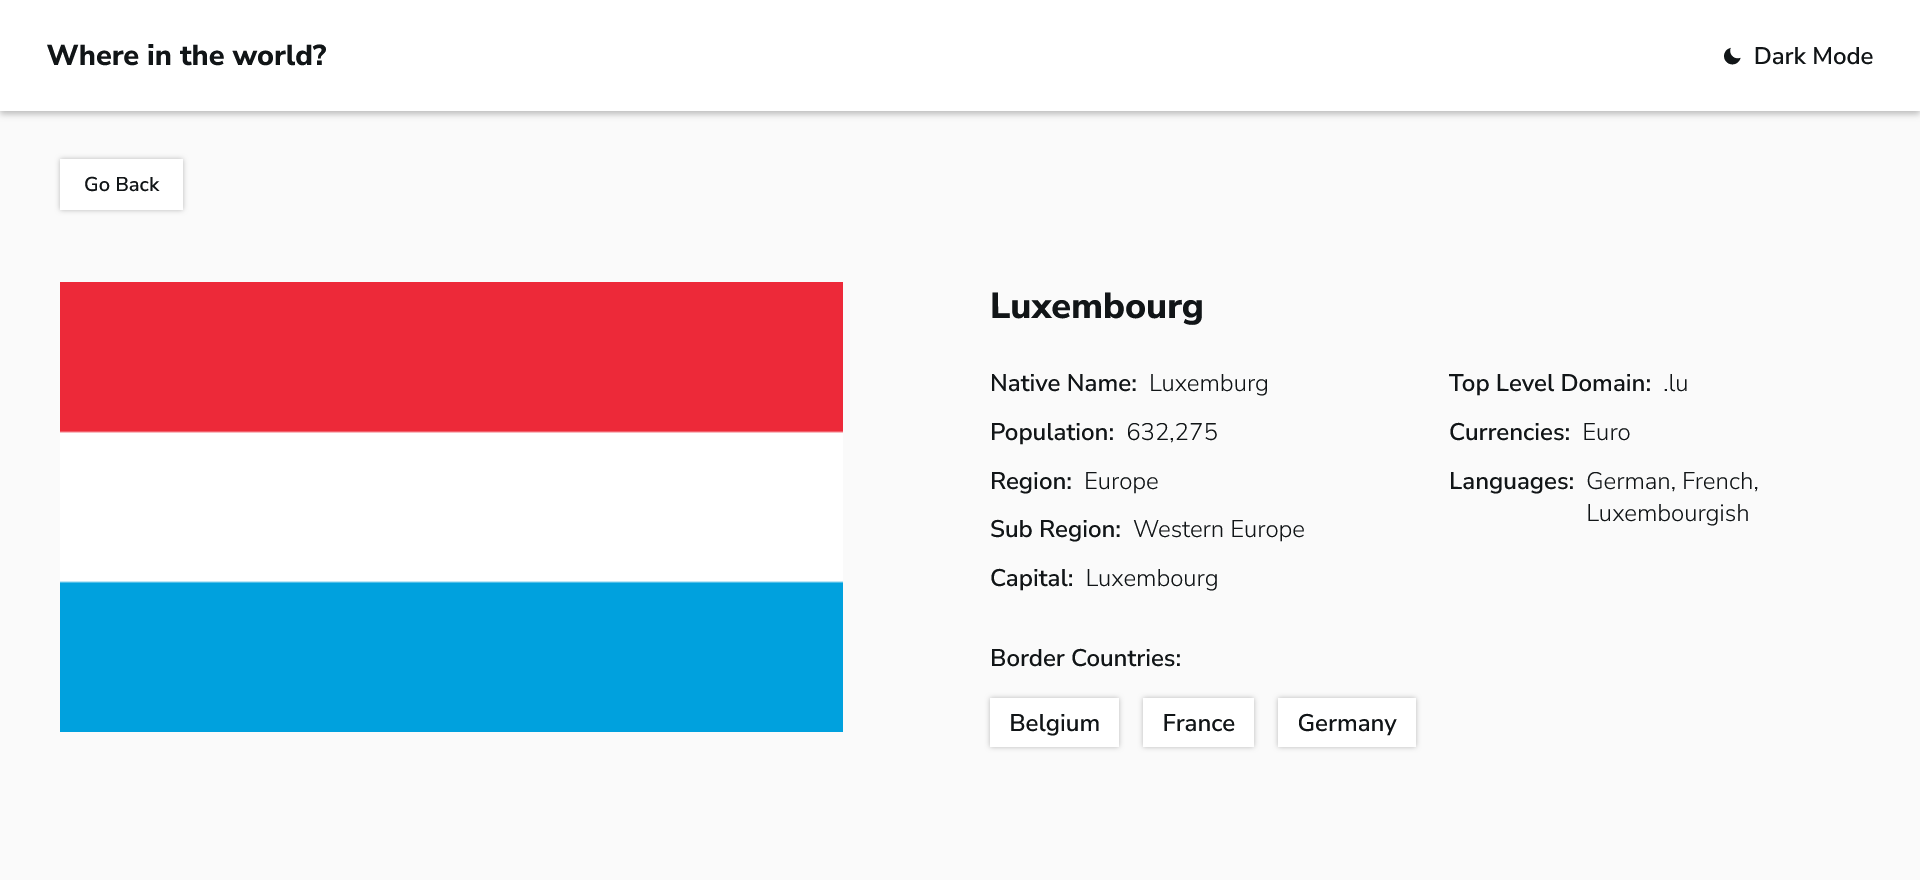 Where in the world?
Dark Mode
Go Back
Luxembourg
Native Name: Luxemburg
Population: 632,275
Region: Europe
Sub Region: Western Europe
Capital: Luxembourg
Top Level Domain: .lu
Currencies: Euro
Languages: German, French,
Luxembourgish
Border Countries:
Belgium
France
Germany